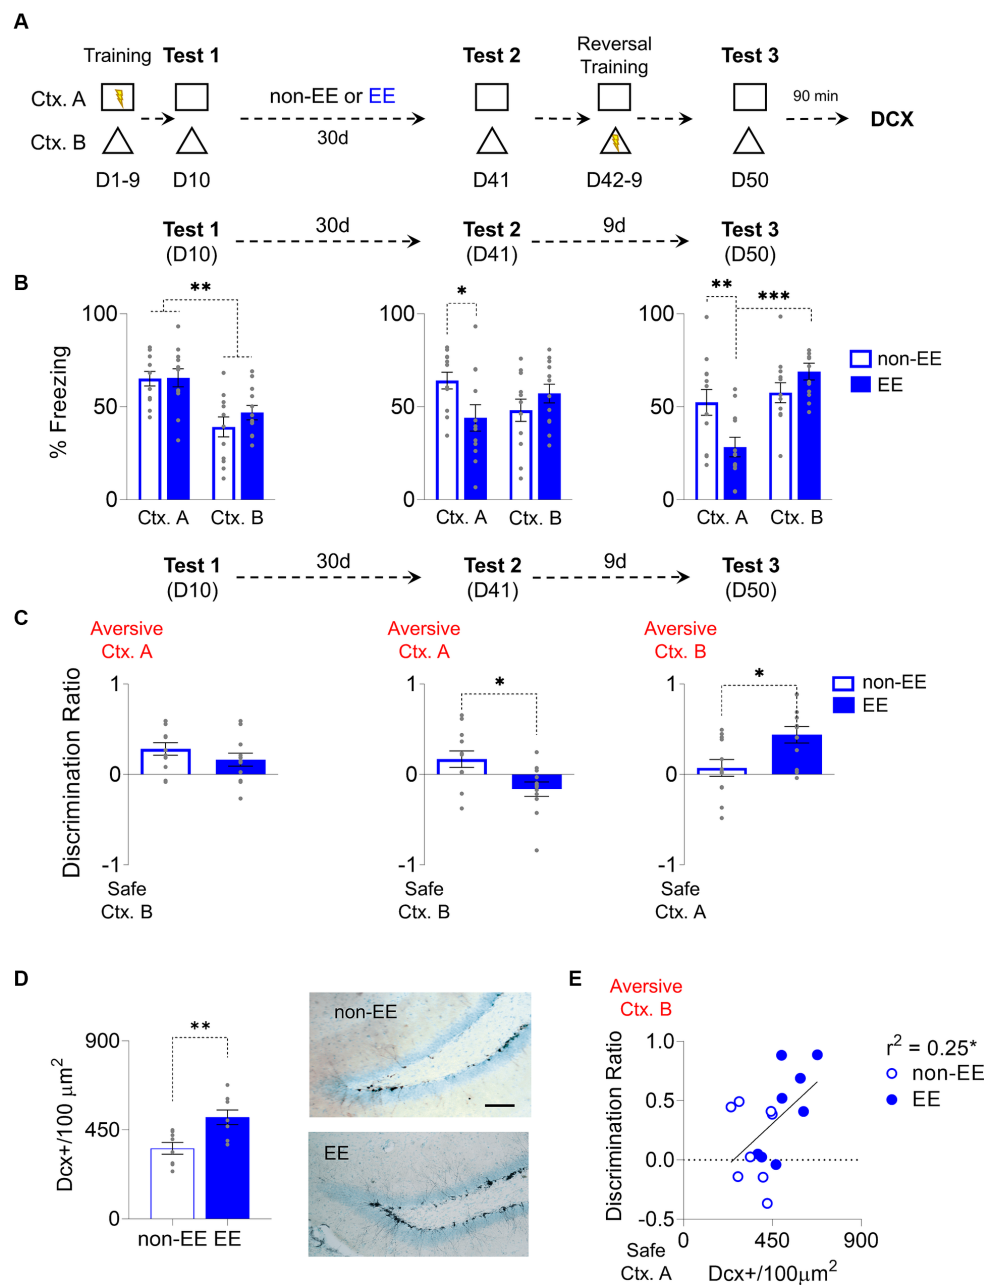 A
Training Test 1 Test 2 Reversal Training Test 3
Ctx. A non-EE or EE 90 min
Ctx. B 30d DCX
D1-9 D10 D41 D42-9 D50
Test 1 30d Test 2 9d Test 3
(D10) (D41) (D50)
B
** * ** ***
% Freezing
100 100 100
50 50 50
0 0 0
Ctx. A Ctx. B Ctx. A Ctx. B Ctx. A Ctx. B
non-EE
EE
Test 1 30d Test 2 9d Test 3
(D10) (D41) (D50)
C
Aversive Aversive Aversive
Ctx. A Ctx. A Ctx. B
Discrimination Ratio
1 1 1
* *
non-EE
EE
0 0 0
-1 -1 -1
Safe Safe Safe
Ctx. B Ctx. B Ctx. A
D
Dcx+/100 μm2
900
**
450
0
non-EE EE
non-EE
EE
E
Aversive
Ctx. B
Discrimination Ratio
1.0
0.5
0.0
-0.5
r2 = 0.25*
non-EE
EE
Safe
Ctx. A
0 450 900
Dcx+/100μm2